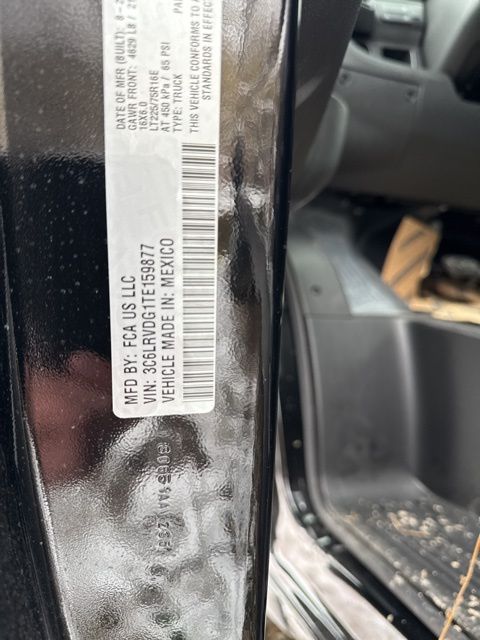 MFD BY: FCA US LLC
DATE OF MFR (BUILT): 8-2
VIN: 3C6LRVDG1TE159877
GAWR FRONT: 4629 LB / 21
VEHICLE MADE IN: MEXICO
16X6.0
LT225/75R16E
AT 450 kPa / 65 PSI
TYPE: TRUCK
THIS VEHICLE CONFORMS TO A
STANDARDS IN EFFECT